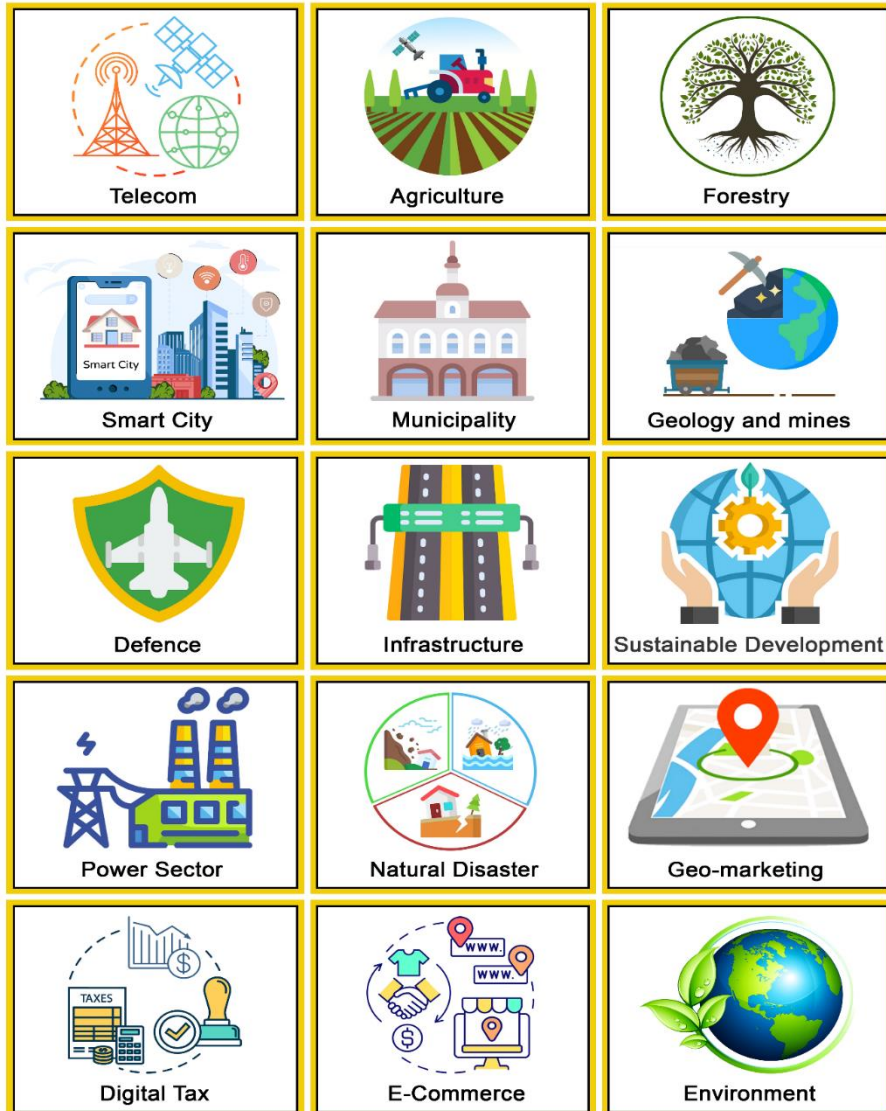 Telecom
Agriculture
Forestry
Smart City
Smart City
Municipality
Geology and mines
Defence
Infrastructure
Sustainable Development
Power Sector
Natural Disaster
Geo-marketing
$
TAXES
Digital Tax
www.
www.
$
E-Commerce
Environment